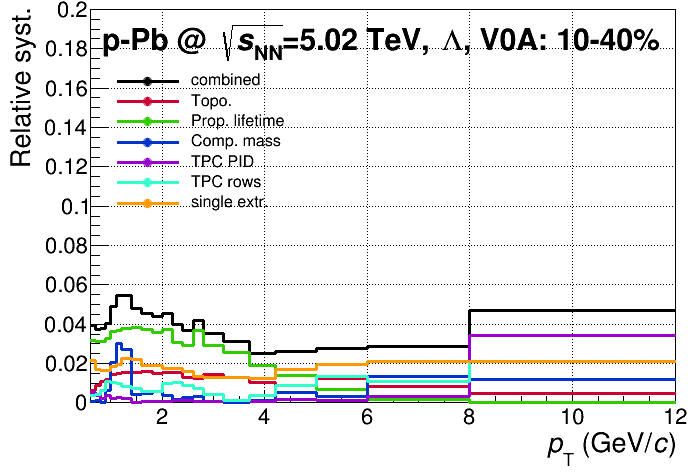 p-Pb @ √sNN=5.02 TeV, Λ, V0A: 10-40%
Relative syst.
combined
Topo.
Prop. lifetime
Comp. mass
TPC PID
TPC rows
single extr.
0.2
0.18
0.16
0.14
0.12
0.1
0.08
0.06
0.04
0.02
0
2 4 6 8 10 12
pT (GeV/c)